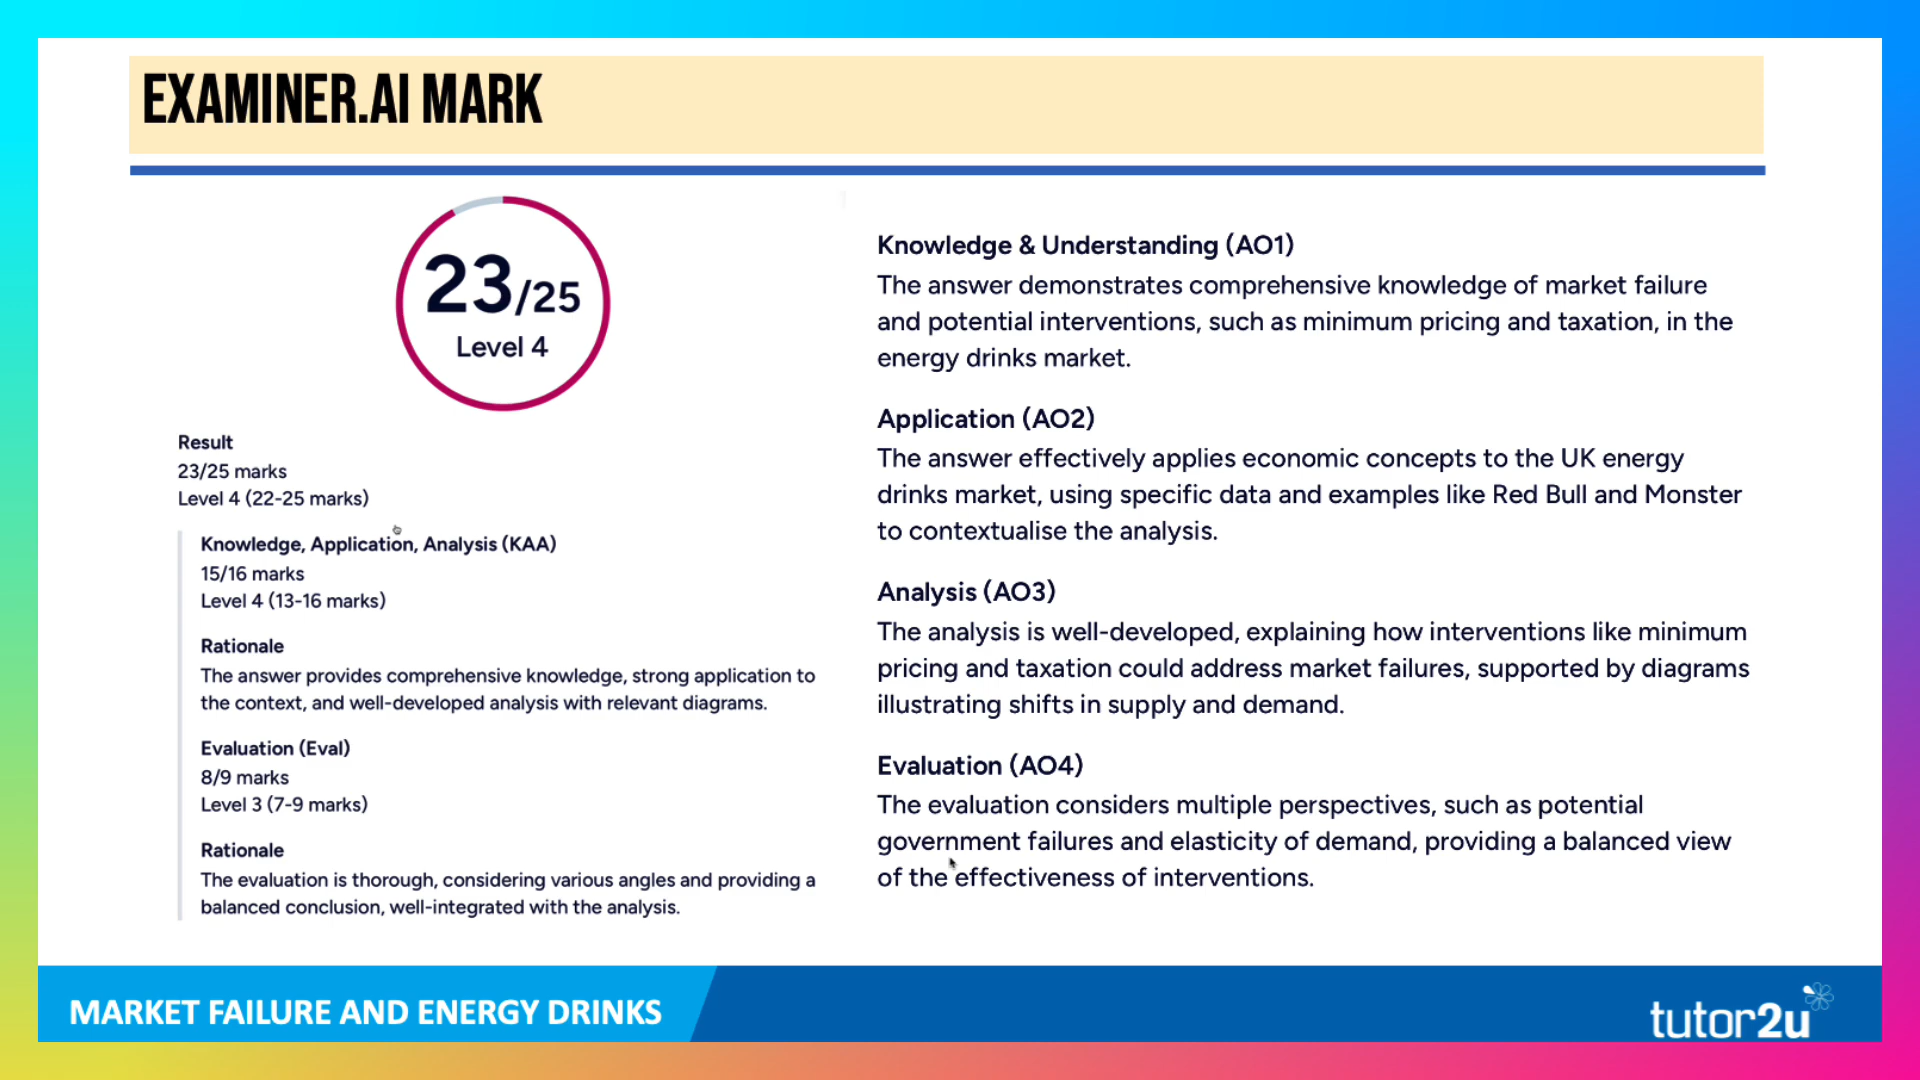 EXAMINER.AI MARK
23/25
Level 4
Result
23/25 marks
Level 4 (22-25 marks)
Knowledge, Application, Analysis (KAA)
15/16 marks
Level 4 (13-16 marks)
Rationale
The answer provides comprehensive knowledge, strong application to
the context, and well-developed analysis with relevant diagrams.
Evaluation (Eval)
8/9 marks
Level 3 (7-9 marks)
Rationale
The evaluation is thorough, considering various angles and providing a
balanced conclusion, well-integrated with the analysis.
Knowledge & Understanding (AO1)
The answer demonstrates comprehensive knowledge of market failure
and potential interventions, such as minimum pricing and taxation, in the
energy drinks market.
Application (AO2)
The answer effectively applies economic concepts to the UK energy
drinks market, using specific data and examples like Red Bull and Monster
to contextualise the analysis.
Analysis (AO3)
The analysis is well-developed, explaining how interventions like minimum
pricing and taxation could address market failures, supported by diagrams
illustrating shifts in supply and demand.
Evaluation (AO4)
The evaluation considers multiple perspectives, such as potential
government failures and elasticity of demand, providing a balanced view
of the effectiveness of interventions.
MARKET FAILURE AND ENERGY DRINKS
tutor2u